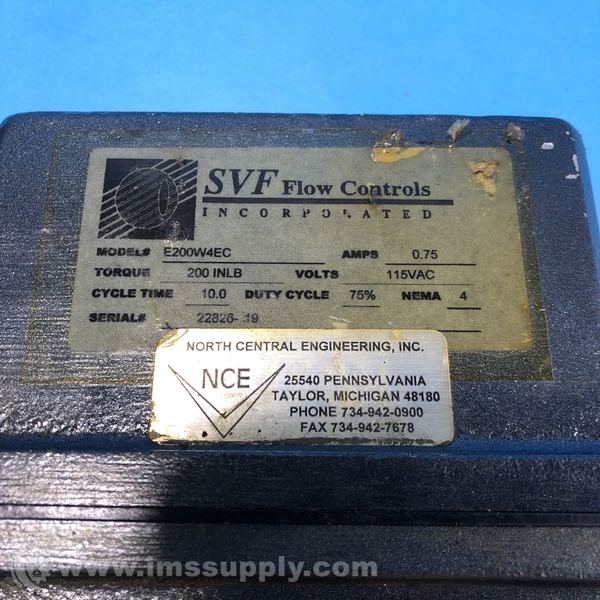 SVF Flow Controls
INCORPORATED
MODEL# E200W4EC AMPS 0.75
TORQUE 200 INLB VOLTS 115VAC
CYCLE TIME 10.0 DUTY CYCLE 75% NEMA 4
SERIAL# 22826-19
NORTH CENTRAL ENGINEERING, INC.
NCE
25540 PENNSYLVANIA
TAYLOR, MICHIGAN 48180
PHONE 734-942-0900
FAX 734-942-7678
www.imssupply.com